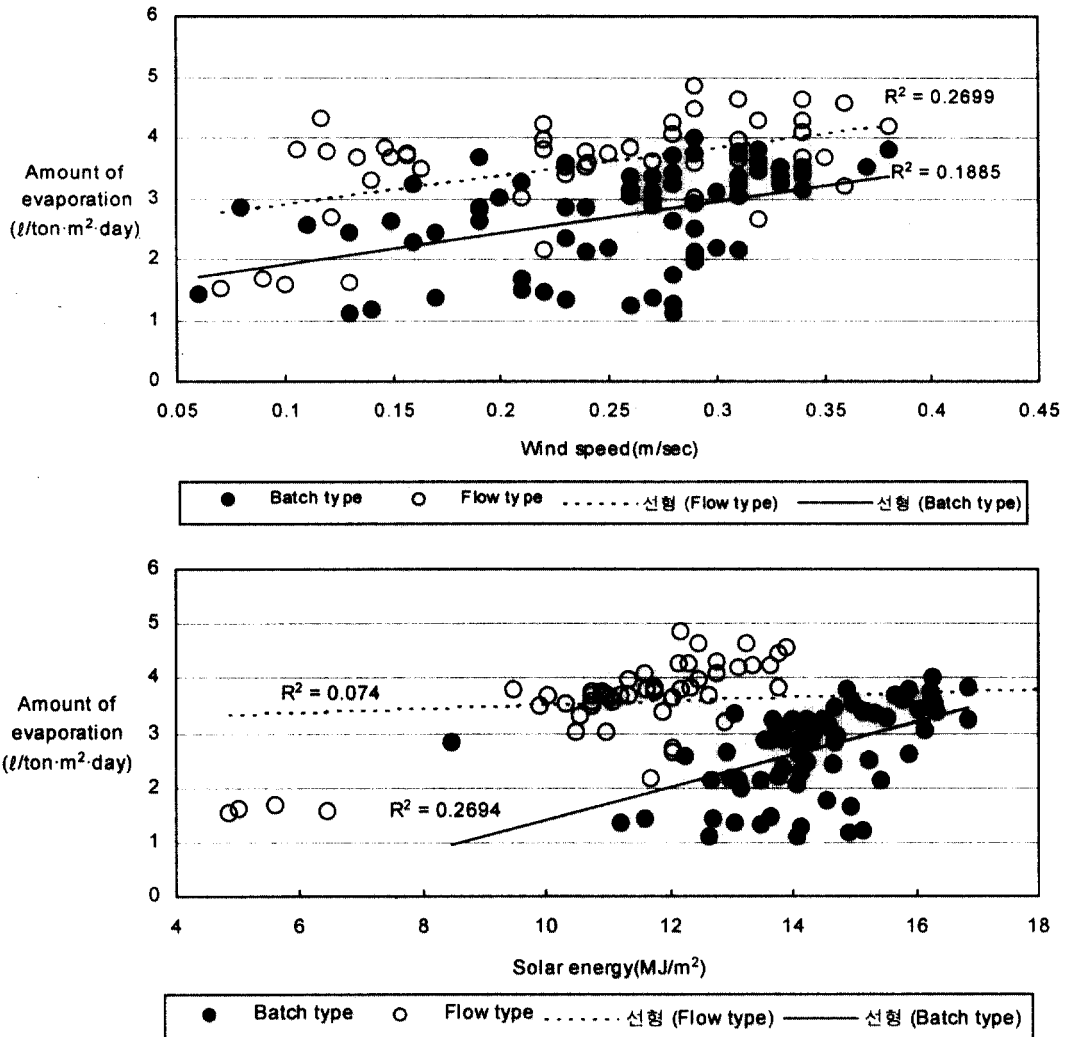 6
5
R² = 0.2699
4
Amount of
evaporation
(ℓ/ton·m²·day)
R² = 0.1885
3
2
1
0
0.05 0.1 0.15 0.2 0.25 0.3 0.35 0.4 0.45
Wind speed(m/sec)
Batch type Flow type 선형 (Flow type) 선형 (Batch type)
6
5
4
R² = 0.074
Amount of
evaporation
(ℓ/ton·m²·day)
3
2
R² = 0.2694
1
0
4 6 8 10 12 14 16 18
Solar energy(MJ/m²)
Batch type Flow type 선형 (Flow type) 선형 (Batch type)